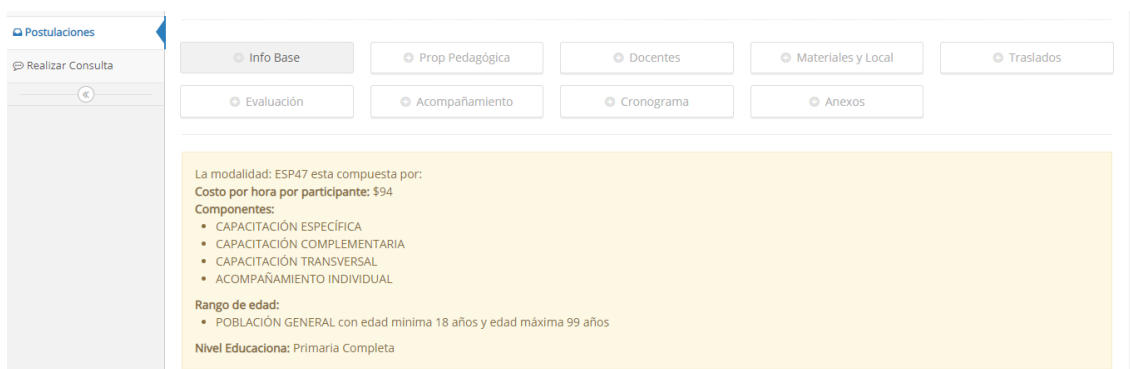 Postulaciones
Realizar Consulta
Info Base
Prop Pedagógica
Docentes
Materiales y Local
Traslados
Evaluación
Acompañamiento
Cronograma
Anexos
La modalidad: ESP47 esta compuesta por:
Costo por hora por participante: $94
Componentes:
• CAPACITACIÓN ESPECÍFICA
• CAPACITACIÓN COMPLEMENTARIA
• CAPACITACIÓN TRANSVERSAL
• ACOMPAÑAMIENTO INDIVIDUAL
Rango de edad:
• POBLACIÓN GENERAL con edad minima 18 años y edad máxima 99 años
Nivel Educaciona: Primaria Completa